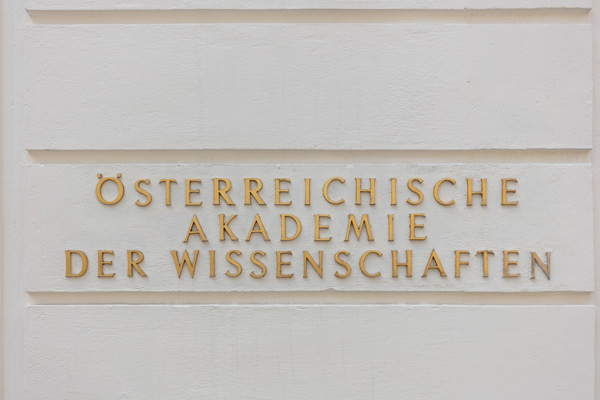 ÖSTERREICHISCHE
AKADEMIE
DER WISSENSCHAFTEN